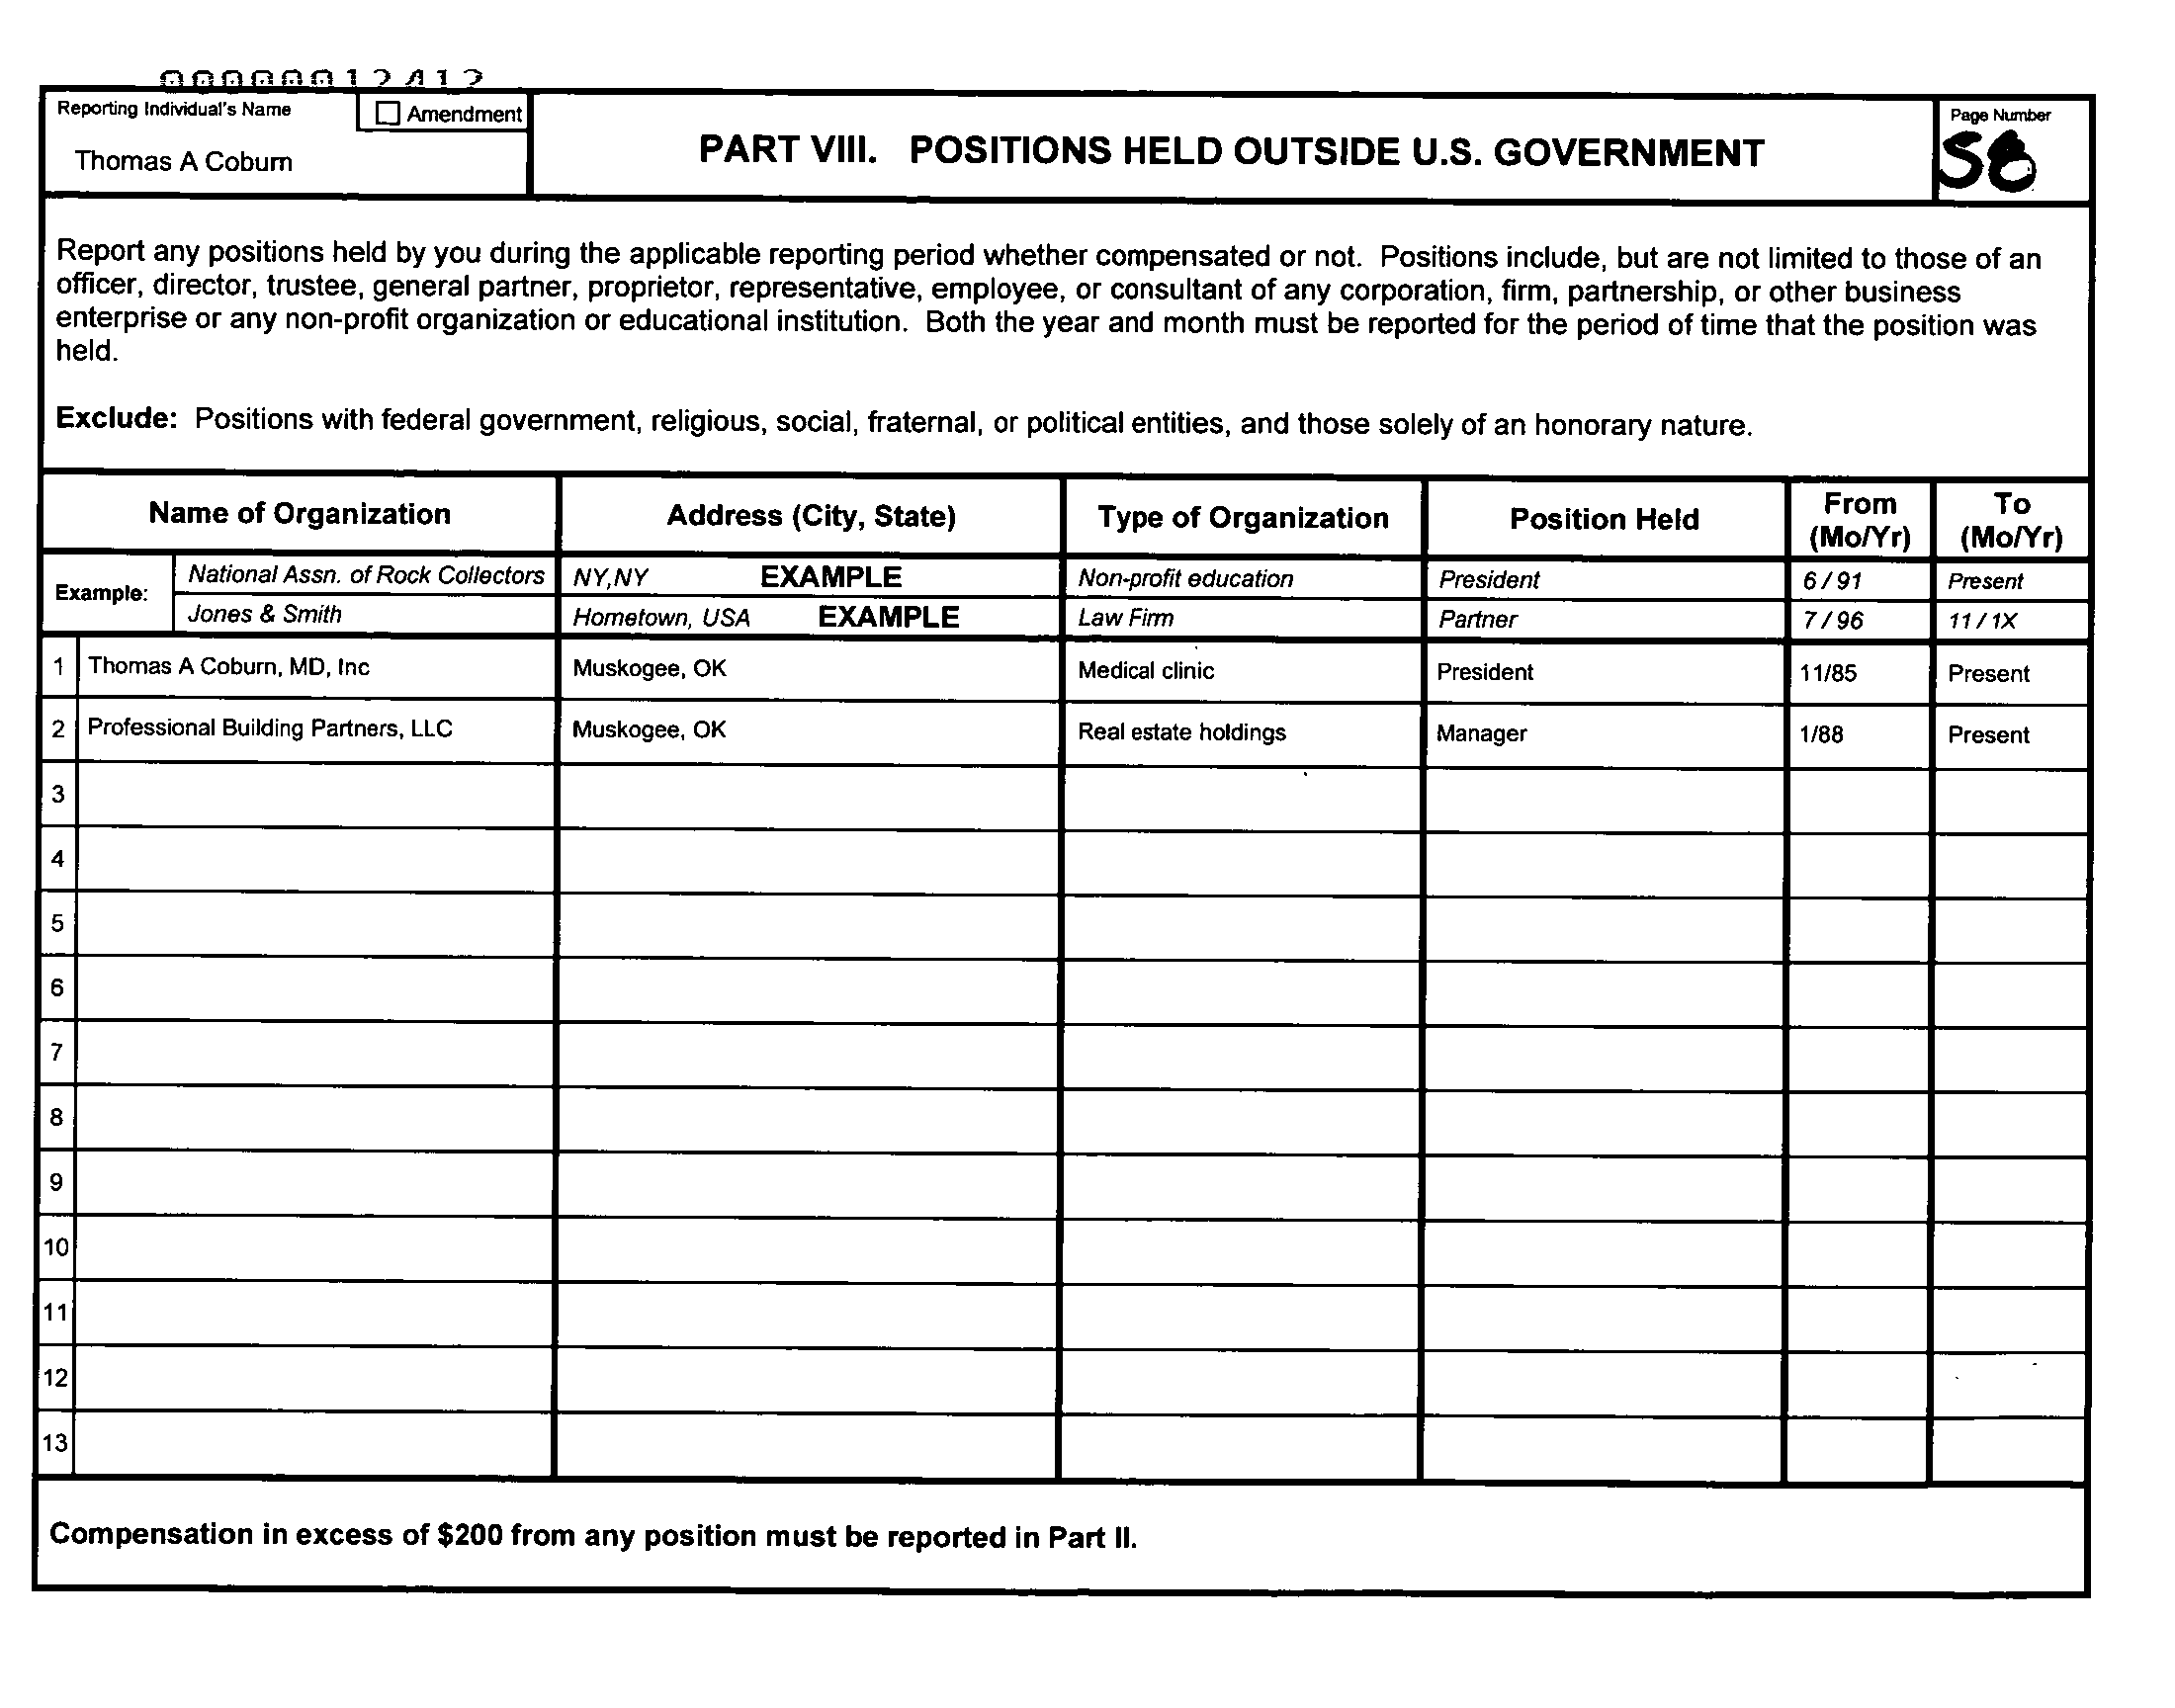 000000012412
Reporting Individual's Name
Amendment
Thomas A Coburn
PART VIII. POSITIONS HELD OUTSIDE U.S. GOVERNMENT
Page Number
58
Report any positions held by you during the applicable reporting period whether compensated or not. Positions include, but are not limited to those of an
officer, director, trustee, general partner, proprietor, representative, employee, or consultant of any corporation, firm, partnership, or other business
enterprise or any non-profit organization or educational institution. Both the year and month must be reported for the period of time that the position was
held.
Exclude: Positions with federal government, religious, social, fraternal, or political entities, and those solely of an honorary nature.
Name of Organization Address (City, State) Type of Organization Position Held From (Mo/Yr) To (Mo/Yr)
Example:
National Assn. of Rock Collectors NY,NY EXAMPLE Non-profit education President 6 / 91 Present
Jones & Smith Hometown, USA EXAMPLE Law Firm Partner 7 / 96 11 / 1X
1 Thomas A Coburn, MD, Inc Muskogee, OK Medical clinic President 11/85 Present
2 Professional Building Partners, LLC Muskogee, OK Real estate holdings Manager 1/88 Present
3
4
5
6
7
8
9
10
11
12
13
Compensation in excess of $200 from any position must be reported in Part II.